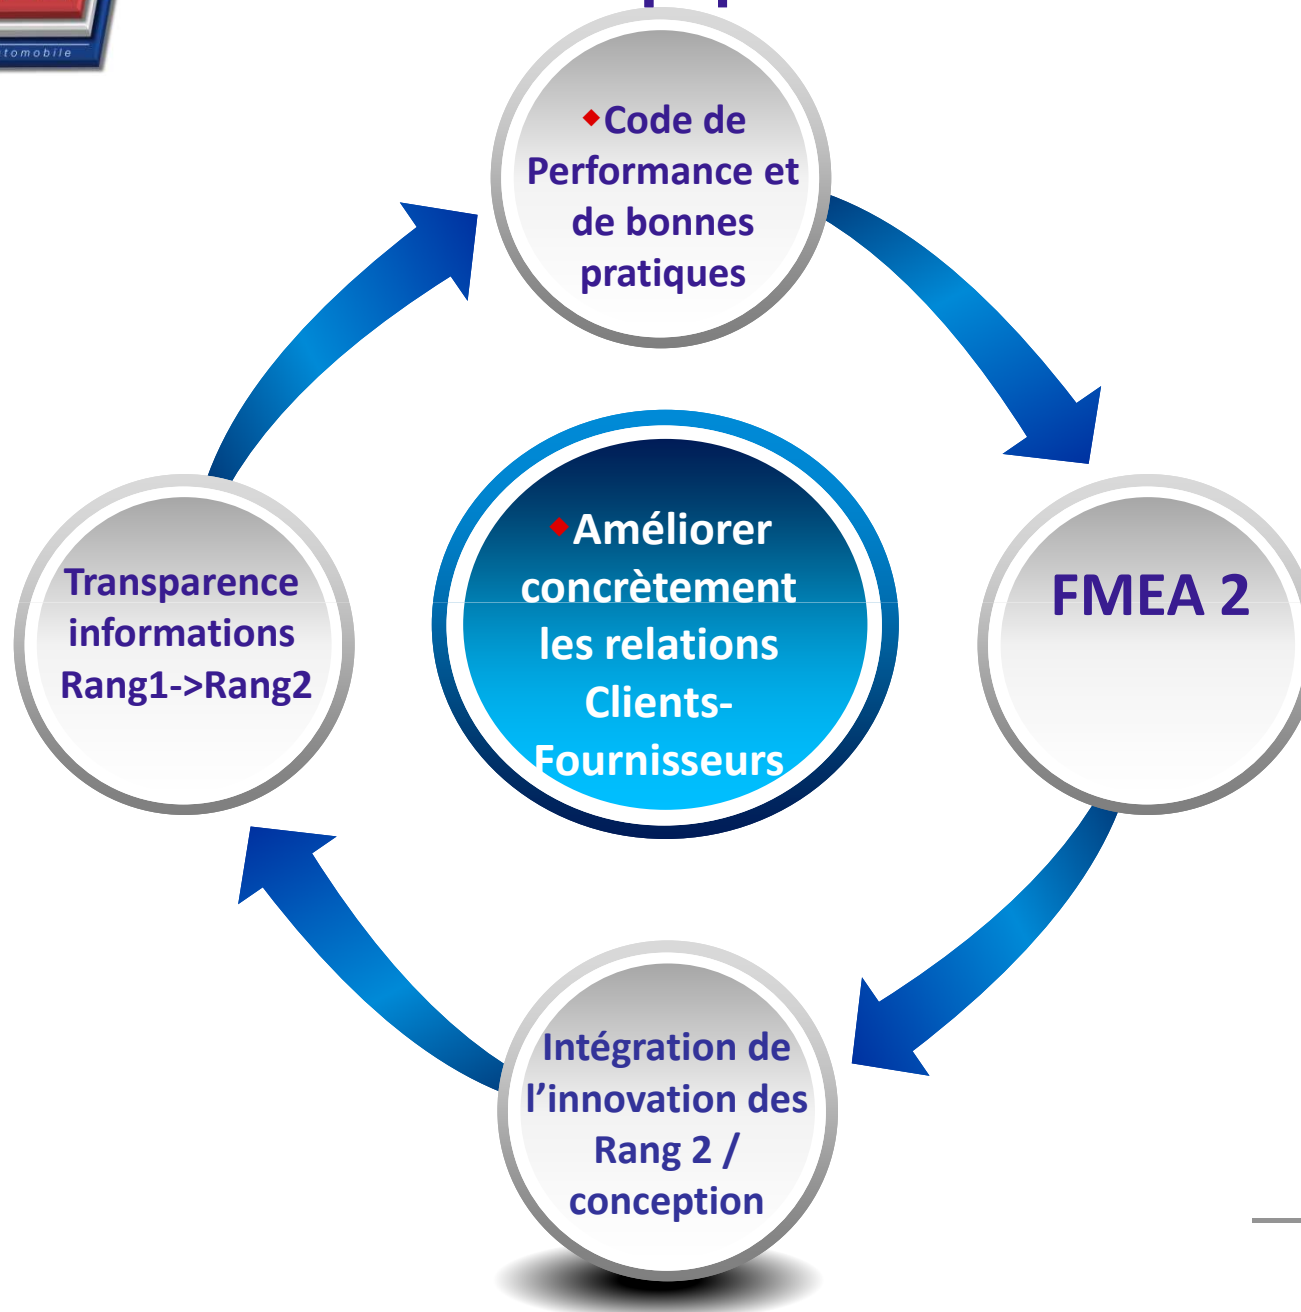 ◆Code de
Performance et
de bonnes
pratiques
◆Améliorer
concrètement
les relations
Clients-
Fournisseurs
Transparence
informations
Rang1->Rang2
FMEA 2
Intégration de
l’innovation des
Rang 2 /
conception